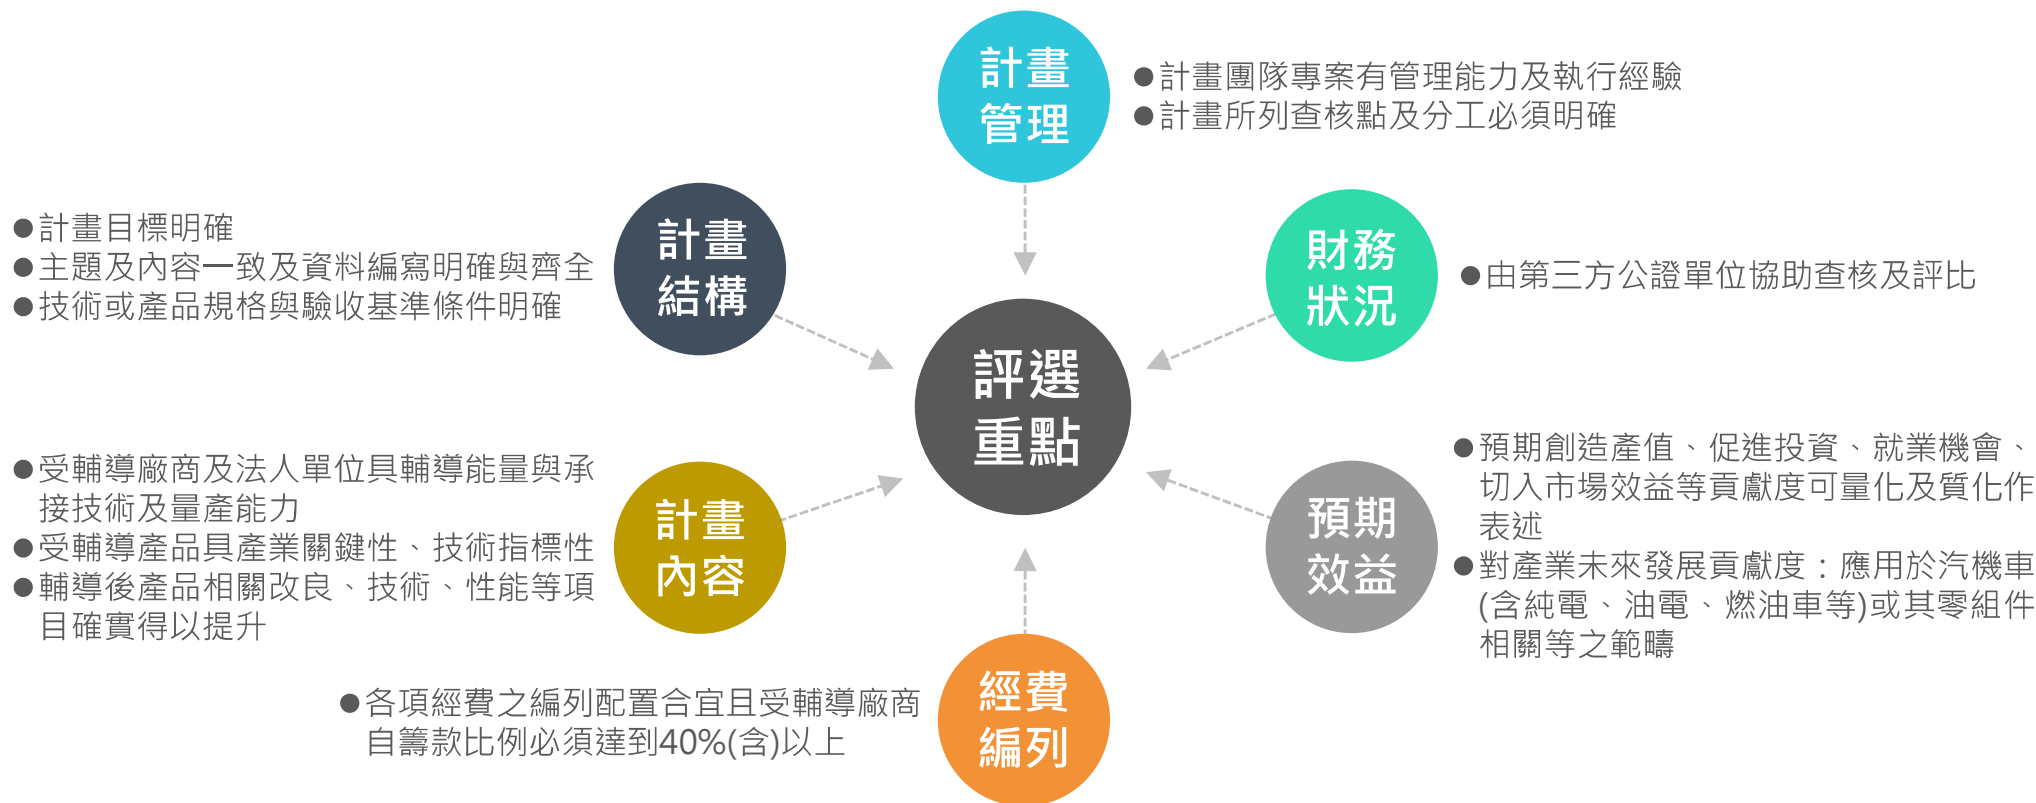 計畫
管理
●計畫團隊專案有管理能力及執行經驗
●計畫所列查核點及分工必須明確
計畫
結構
●計畫目標明確
●主題及內容一致及資料編寫明確與齊全
●技術或產品規格與驗收基準條件明確
財務
狀況
●由第三方公證單位協助查核及評比
評選
重點
計畫
內容
●受輔導廠商及法人單位具輔導能量與承
接技術及量產能力
●受輔導產品具產業關鍵性、技術指標性
●輔導後產品相關改良、技術、性能等項
目確實得以提升
預期
效益
●預期創造產值、促進投資、就業機會、
切入市場效益等貢獻度可量化及質化作
表述
●對產業未來發展貢獻度：應用於汽機車
(含純電、油電、燃油車等)或其零組件
相關等之範疇
經費
編列
●各項經費之編列配置合宜且受輔導廠商
自籌款比例必須達到40%(含)以上